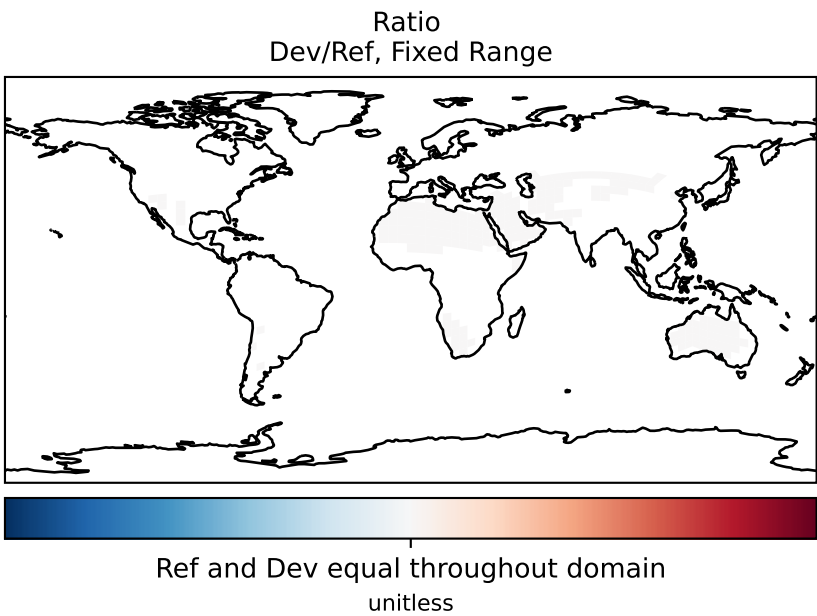 Ratio
Dev/Ref, Fixed Range
Ref and Dev equal throughout domain
unitless